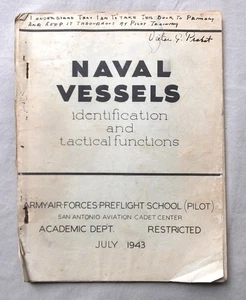 I UNDERSTAND THAT I AM TO TAKE THIS BOOK TO PRIMARY
AND KEEP IT THROUGHOUT MY PILOT TRAINING
NAVAL
VESSELS
identification
and
tactical functions
ARMY AIR FORCES PREFLIGHT SCHOOL (PILOT)
SAN ANTONIO AVIATION CADET CENTER
ACADEMIC DEPT. RESTRICTED
JULY 1943